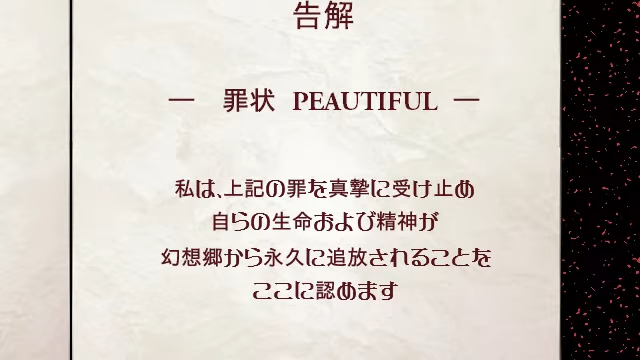 告解
— 罪状 PEAUTIFUL —
私は、上記の罪を真摯に受け止め
自らの生命および精神が
幻想郷から永久に追放されることを
ここに認めます